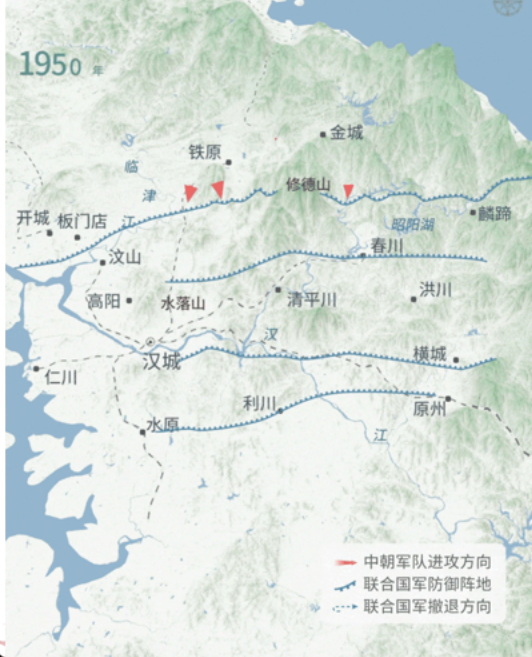 1950 年
金城
铁原
临
津
江
修德山
开城
板门店
昭阳湖
麟蹄
汶山
春川
高阳
水落山
清平川
洪川
汉城
汉
横城
仁川
利川
原州
水原
江
中朝军队进攻方向
联合国军防御阵地
联合国军撤退方向